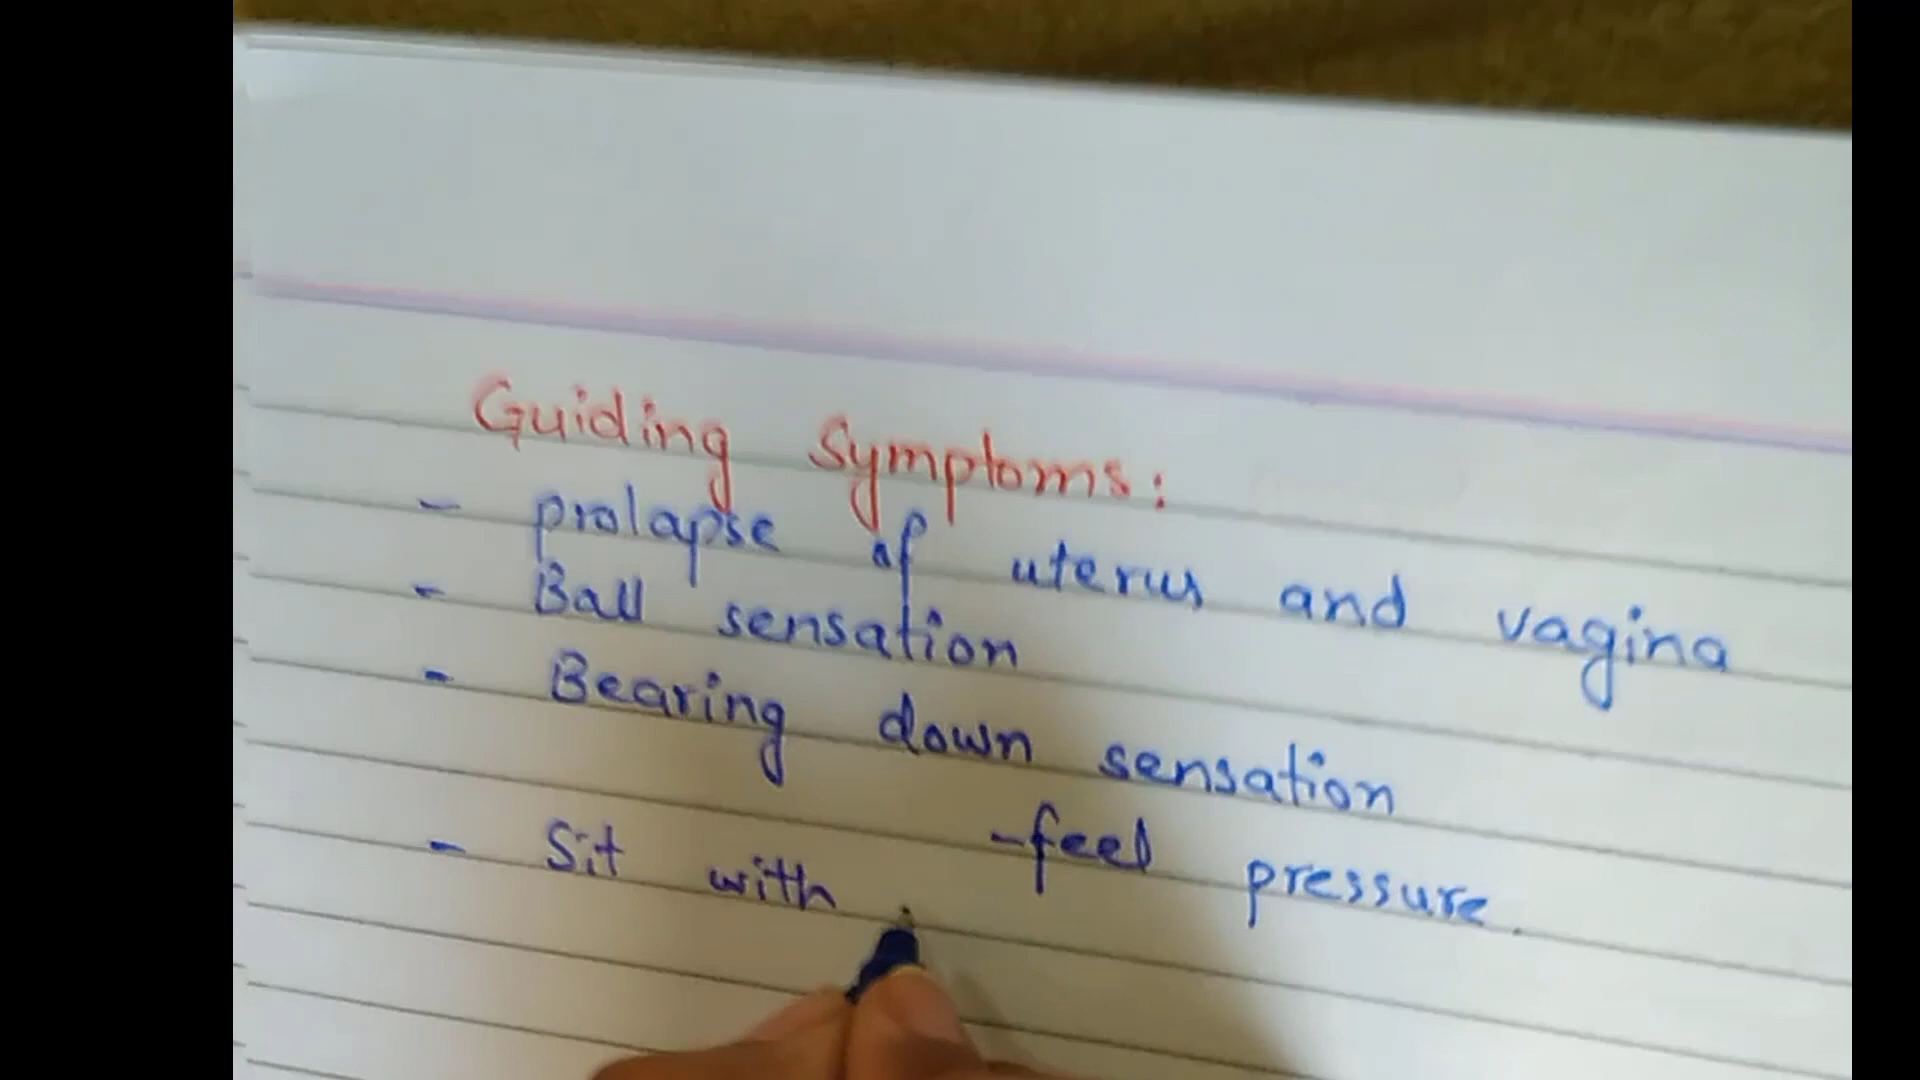 Guiding Symptoms:
- prolapse of uterus and vagina
- Ball sensation
- Bearing down sensation
- feel pressure.
- Sit with